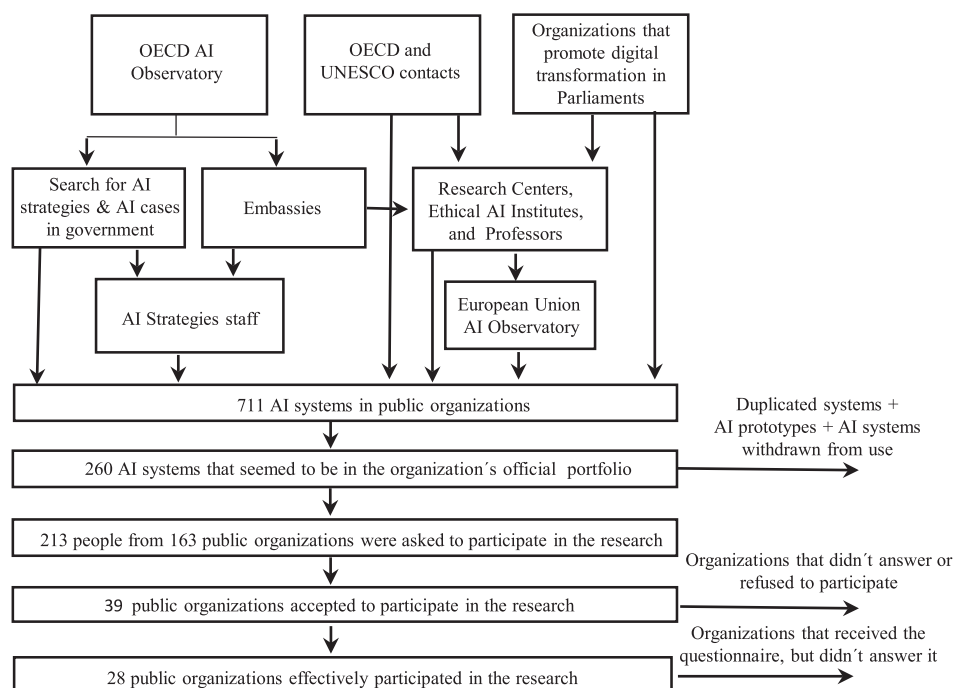 OECD AI
Observatory
OECD and
UNESCO contacts
Organizations that
promote digital
transformation in
Parliaments
Search for AI
strategies & AI cases
in government
Embassies
Research Centers,
Ethical AI Institutes,
and Professors
AI Strategies staff
European Union
AI Observatory
711 AI systems in public organizations
Duplicated systems +
AI prototypes + AI systems
withdrawn from use
260 AI systems that seemed to be in the organization´s official portfolio
213 people from 163 public organizations were asked to participate in the research
Organizations that didn´t answer or
refused to participate
39 public organizations accepted to participate in the research
Organizations that received the
questionnaire, but didn´t answer it
28 public organizations effectively participated in the research